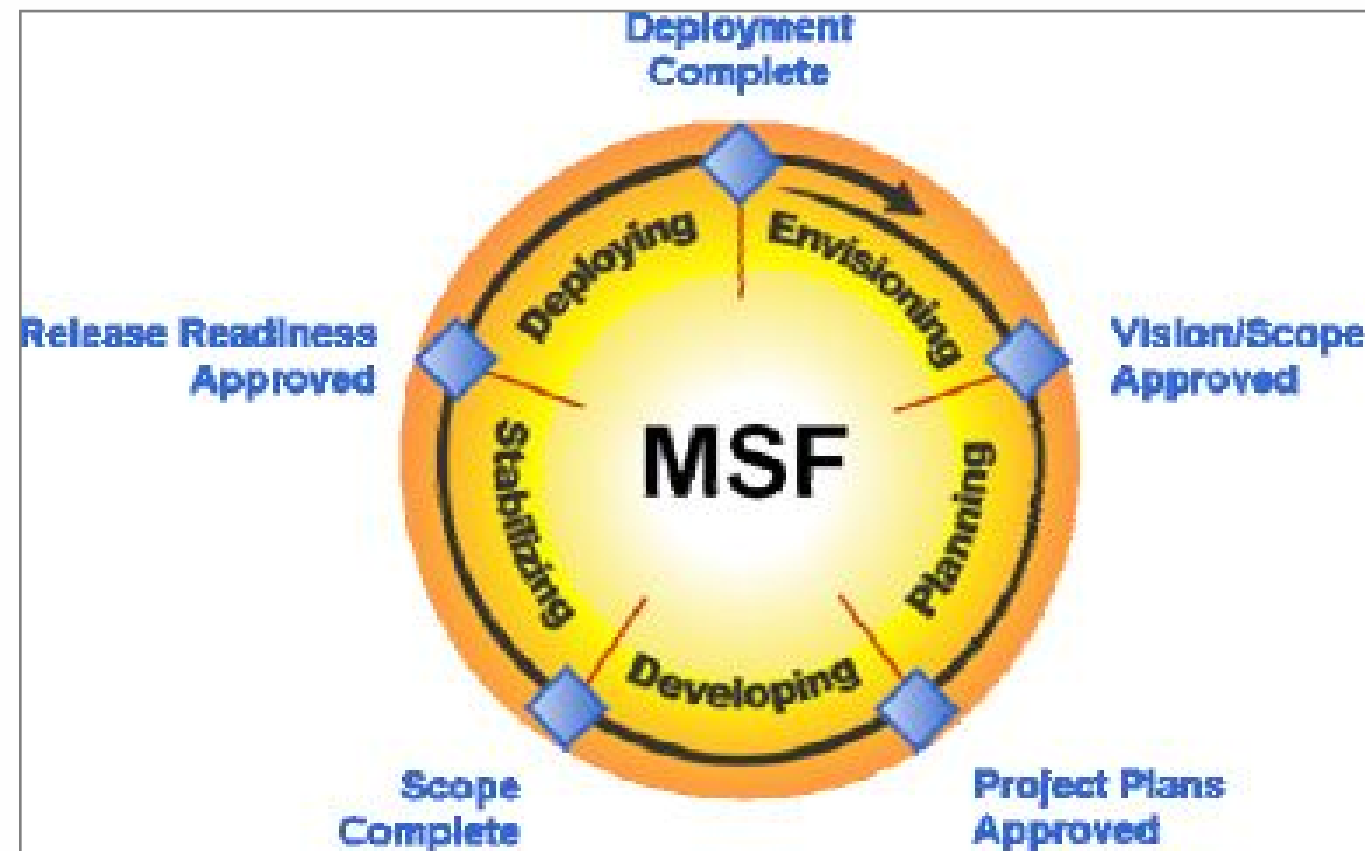 Deployment
Complete
Deploying
Envisioning
Release Readiness
Approved
Vision/Scope
Approved
MSF
Stabilizing
Planning
Developing
Scope
Complete
Project Plans
Approved